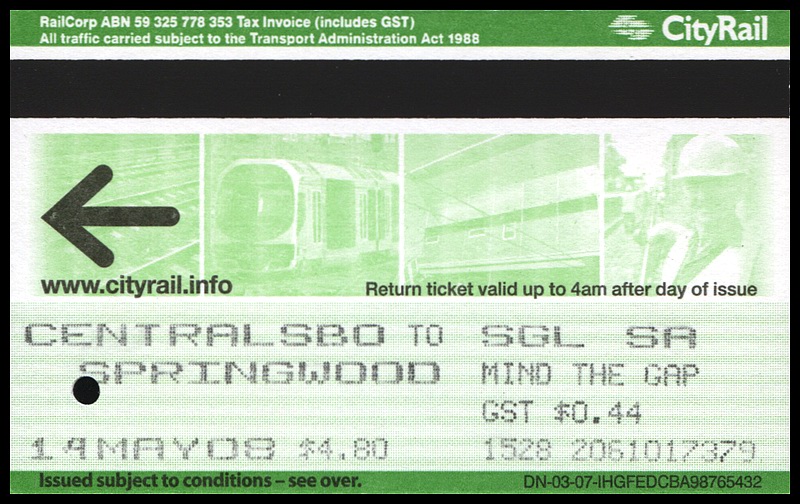 RailCorp ABN 59 325 778 353 Tax Invoice (includes GST)
All traffic carried subject to the Transport Administration Act 1988
CityRail
www.cityrail.info
Return ticket valid up to 4am after day of issue
CENTRALSBO TO SGL SA
SPRINGWOOD MIND THE GAP
GST $0.44
14MAY08 $4.80 1528 2061017379
Issued subject to conditions – see over.
DN-03-07-IHGFEDCBA98765432